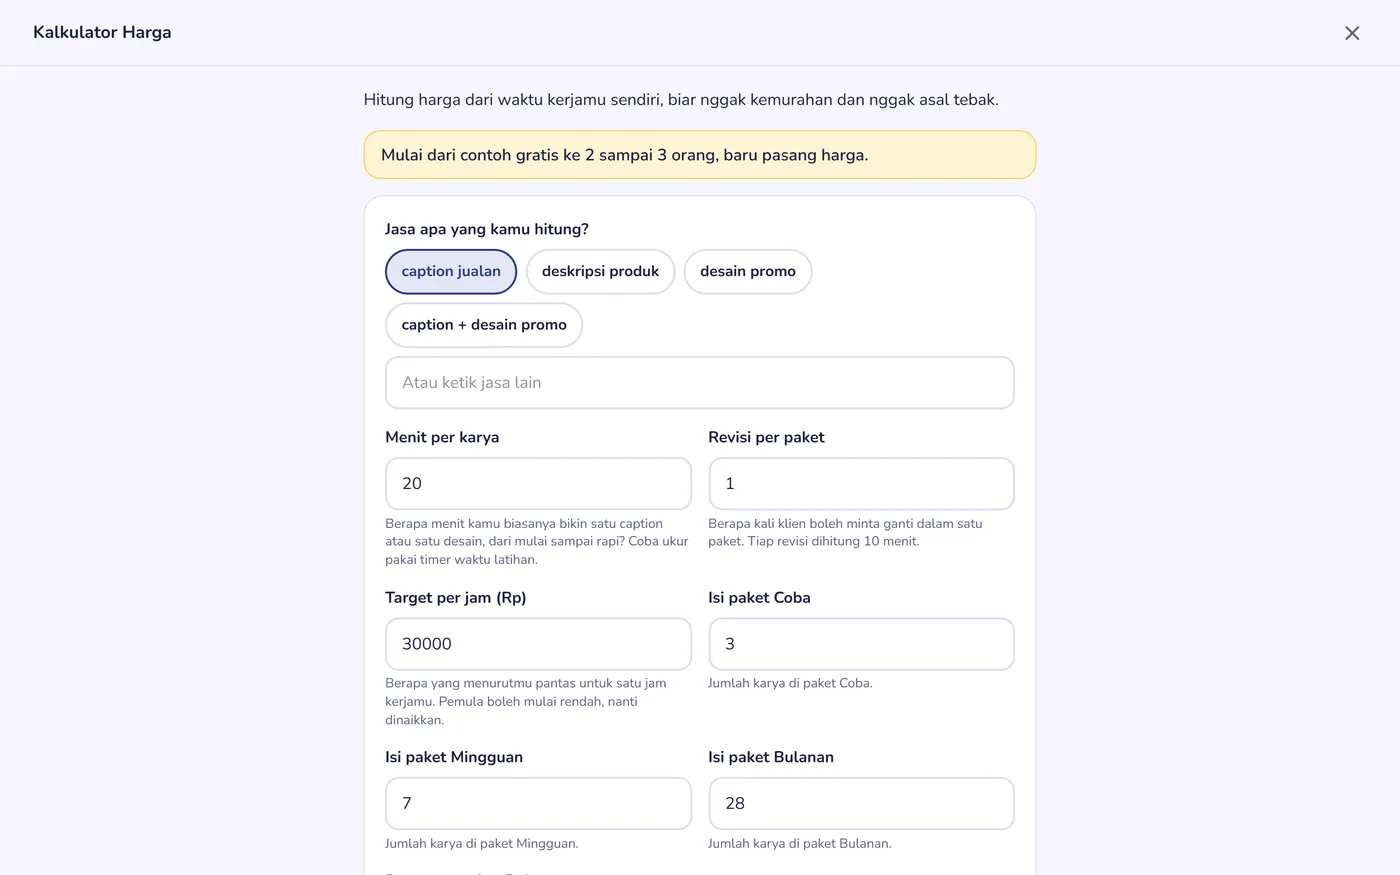 Kalkulator Harga
Hitung harga dari waktu kerjamu sendiri, biar nggak kemurahan dan nggak asal tebak.
Mulai dari contoh gratis ke 2 sampai 3 orang, baru pasang harga.
Jasa apa yang kamu hitung?
caption jualan
deskripsi produk
desain promo
caption + desain promo
Atau ketik jasa lain
Menit per karya
20
Berapa menit kamu biasanya bikin satu caption
atau satu desain, dari mulai sampai rapi? Coba ukur
pakai timer waktu latihan.
Revisi per paket
1
Berapa kali klien boleh minta ganti dalam satu
paket. Tiap revisi dihitung 10 menit.
Target per jam (Rp)
30000
Berapa yang menurutmu pantas untuk satu jam
kerjamu. Pemula boleh mulai rendah, nanti
dinaikkan.
Isi paket Coba
3
Jumlah karya di paket Coba.
Isi paket Mingguan
7
Jumlah karya di paket Mingguan.
Isi paket Bulanan
28
Jumlah karya di paket Bulanan.